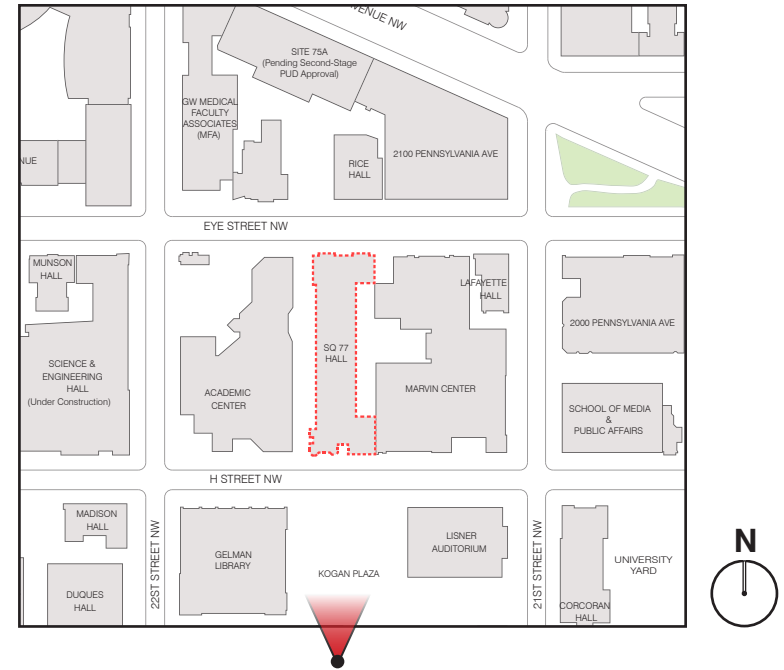 VENUE NW
SITE 75A
(Pending Second-Stage
PUD Approval)
GW MEDICAL
FACULTY
ASSOCIATES
(MFA)
2100 PENNSYLVANIA AVE
RICE
HALL
NUE
EYE STREET NW
MUNSON
HALL
LAFAYETTE
HALL
2000 PENNSYLVANIA AVE
SQ 77
HALL
SCIENCE &
ENGINEERING
HALL
(Under Construction)
ACADEMIC
CENTER
MARVIN CENTER
SCHOOL OF MEDIA
&
PUBLIC AFFAIRS
H STREET NW
MADISON
HALL
22ST STREET NW
GELMAN
LIBRARY
KOGAN PLAZA
LISNER
AUDITORIUM
21ST STREET NW
UNIVERSITY
YARD
DUQUES
HALL
CORCORAN
HALL
N